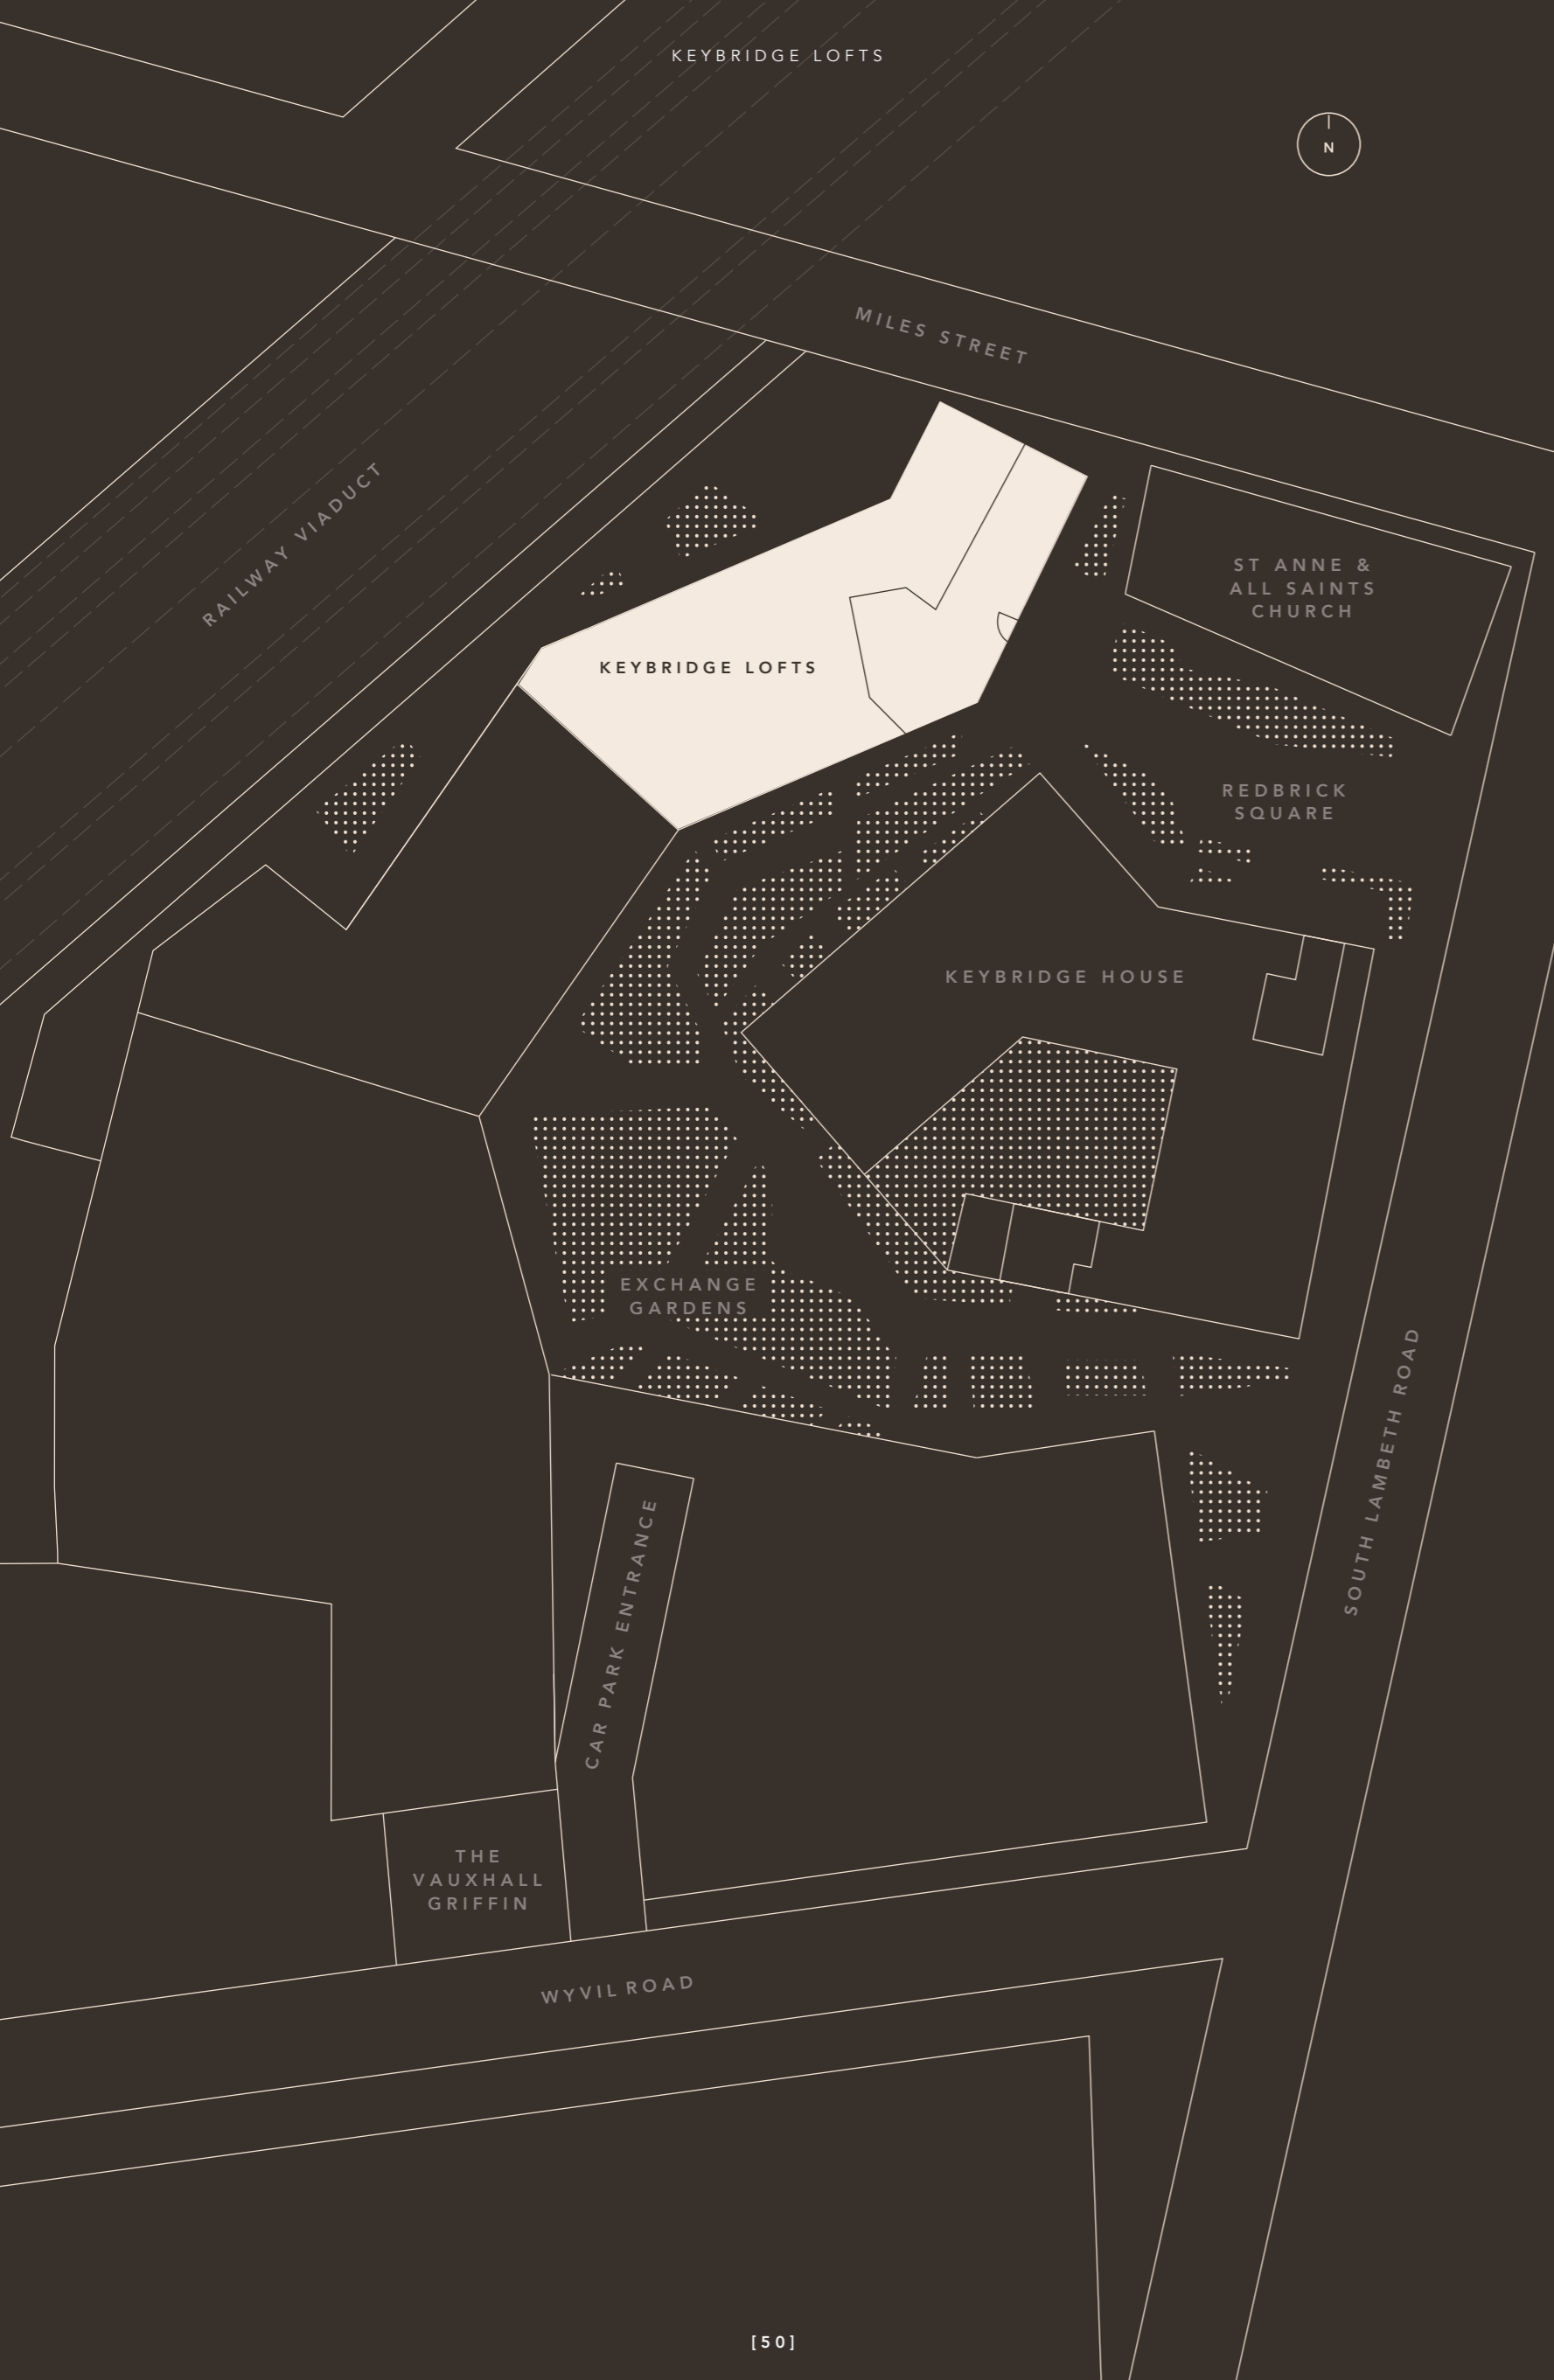 KEYBRIDGE LOFTS
N
MILES STREET
RAILWAY VIADUCT
ST ANNE &
ALL SAINTS
CHURCH
KEYBRIDGE LOFTS
REDBRICK
SQUARE
KEYBRIDGE HOUSE
EXCHANGE
GARDENS
SOUTH LAMBETH ROAD
CAR PARK ENTRANCE
THE
VAUXHALL
GRIFFIN
WYVIL ROAD
[50]